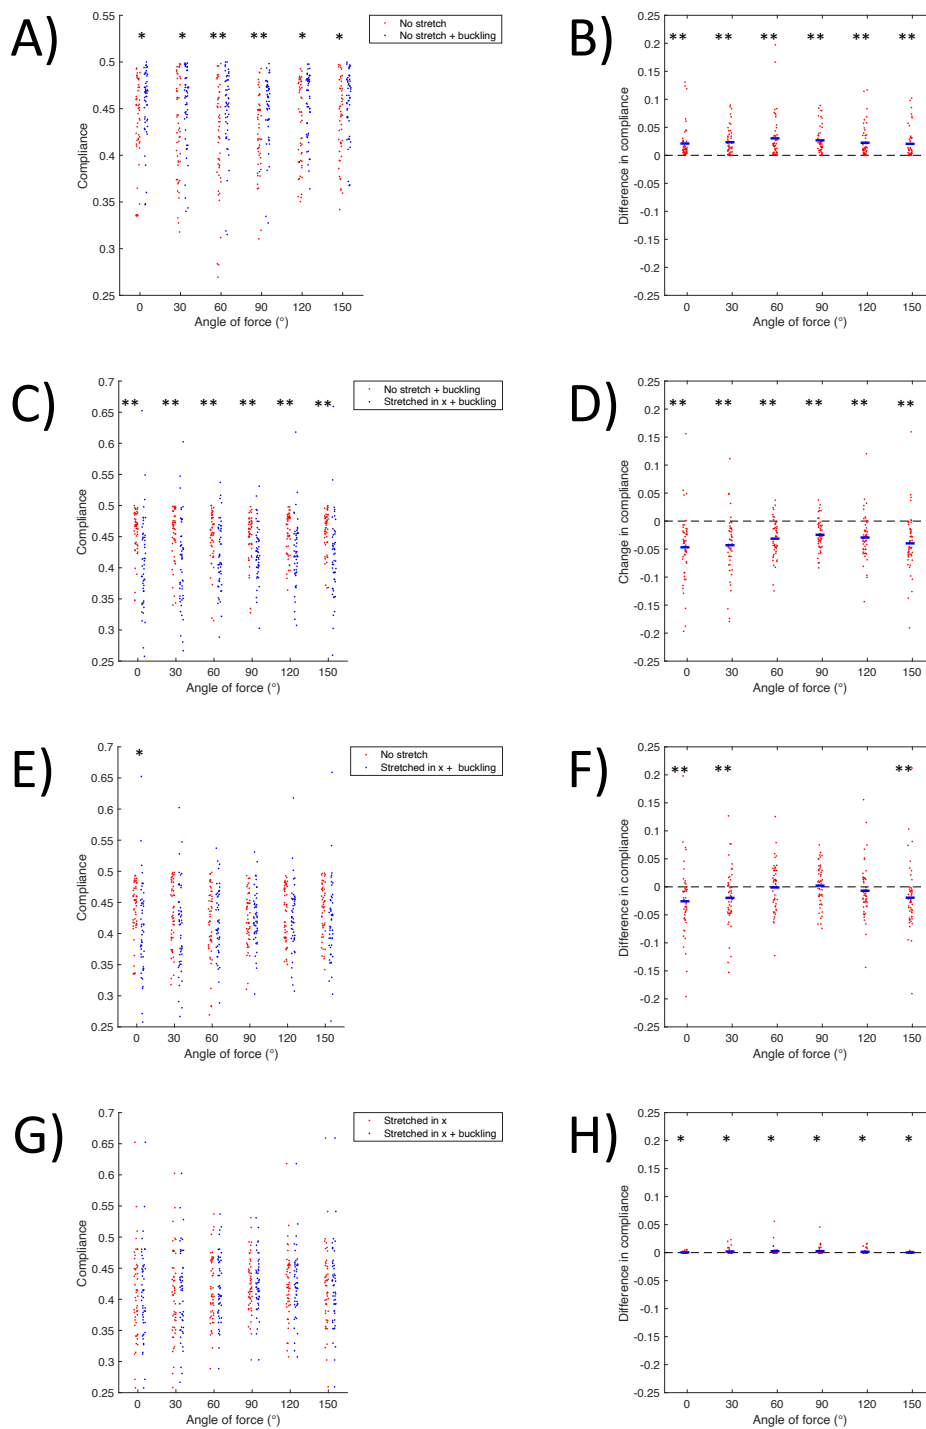 A)
0.55
0.5
0.45
0.4
0.35
0.3
0.25
Compliance
* * ** ** * *
No stretch
No stretch + buckling
0 30 60 90 120 150
Angle of force (°)
B)
0.25
0.2
0.15
0.1
0.05
0
-0.05
-0.1
-0.15
-0.2
-0.25
Difference in compliance
** ** ** ** ** **
0 30 60 90 120 150
Angle of force (°)
C)
0.7
0.65
0.6
0.55
0.5
0.45
0.4
0.35
0.3
0.25
Compliance
** ** ** ** ** **
No stretch + buckling
Stretched in x + buckling
0 30 60 90 120 150
Angle of force (°)
D)
0.25
0.2
0.15
0.1
0.05
0
-0.05
-0.1
-0.15
-0.2
-0.25
Change in compliance
** ** ** ** ** **
0 30 60 90 120 150
Angle of force (°)
E)
0.7
0.65
0.6
0.55
0.5
0.45
0.4
0.35
0.3
0.25
Compliance
*
No stretch
Stretched in x + buckling
0 30 60 90 120 150
Angle of force (°)
F)
0.25
0.2
0.15
0.1
0.05
0
-0.05
-0.1
-0.15
-0.2
-0.25
Difference in compliance
** ** **
0 30 60 90 120 150
Angle of force (°)
G)
0.7
0.65
0.6
0.55
0.5
0.45
0.4
0.35
0.3
0.25
Compliance
Stretched in x
Stretched in x + buckling
0 30 60 90 120 150
Angle of force (°)
H)
0.25
0.2
0.15
0.1
0.05
0
-0.05
-0.1
-0.15
-0.2
-0.25
Difference in compliance
* * * * * *
0 30 60 90 120 150
Angle of force (°)